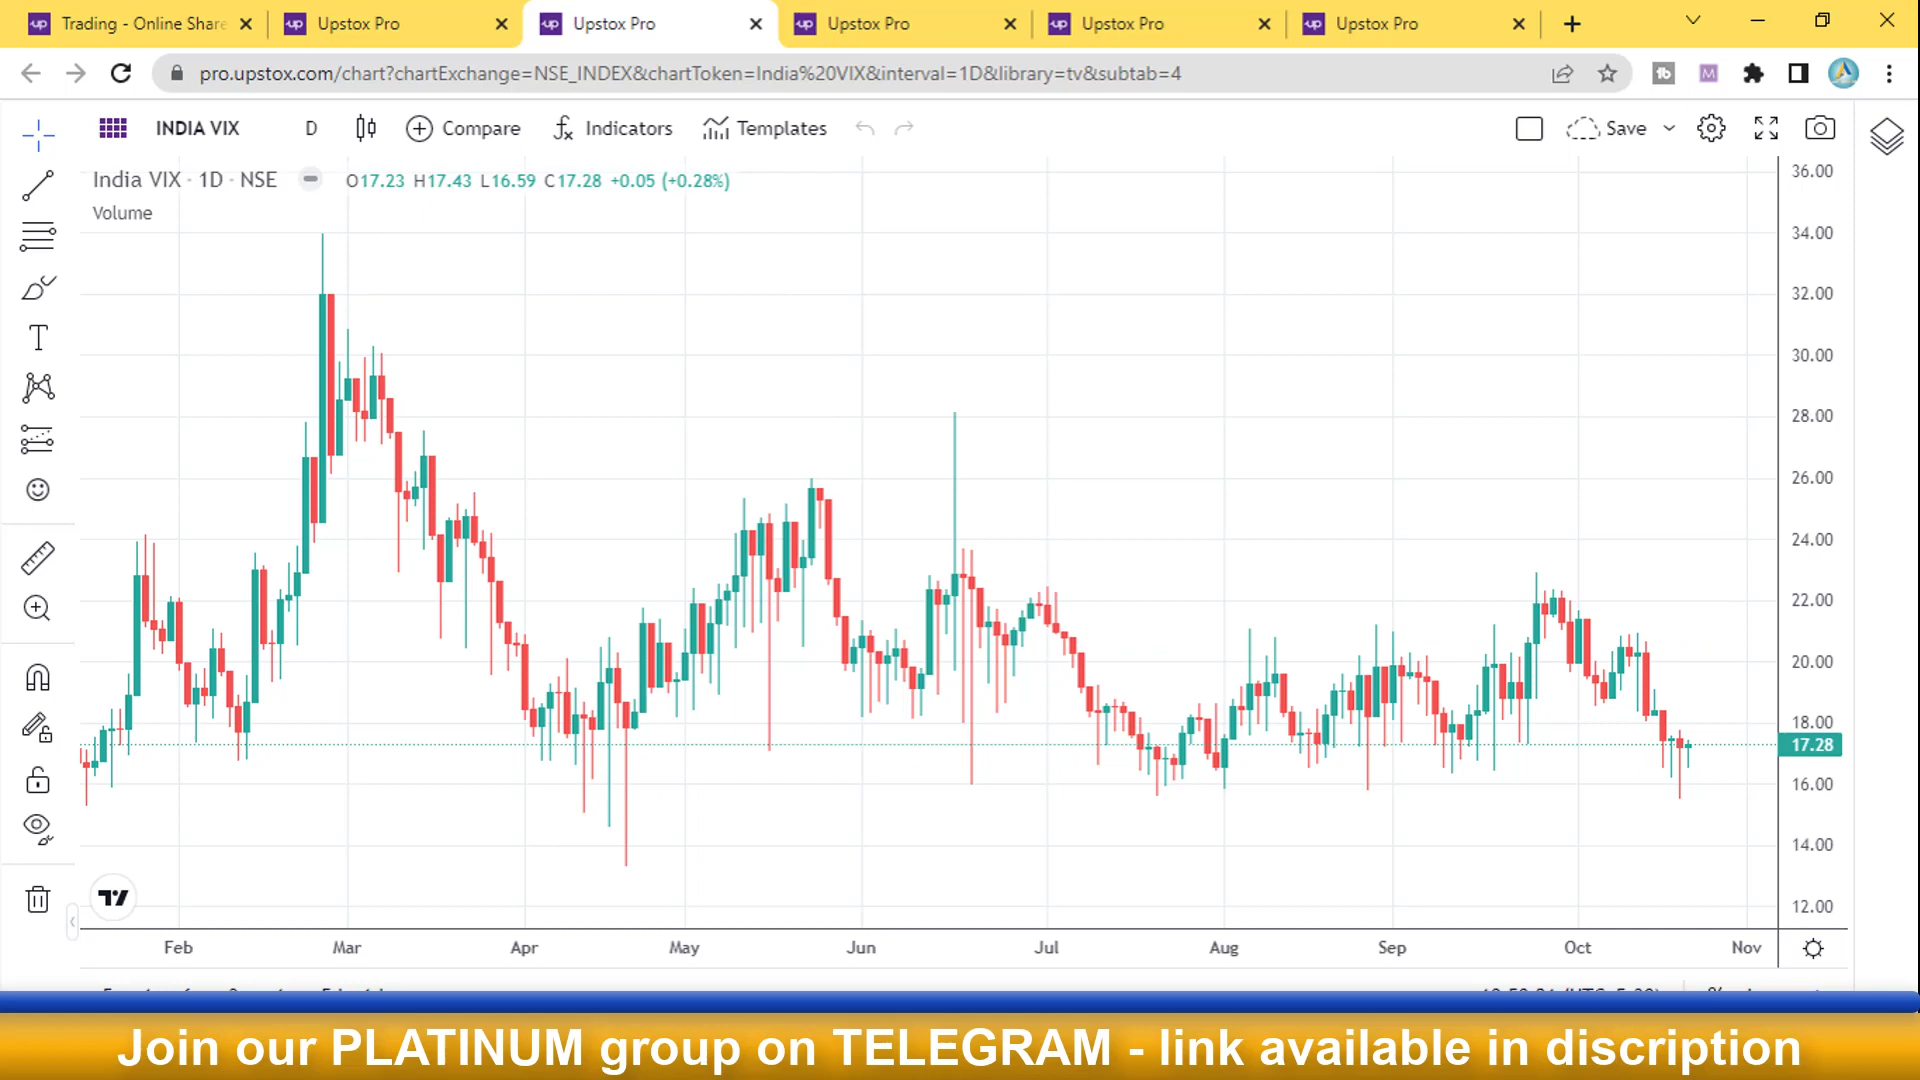 Trading - Online Share
Upstox Pro
Upstox Pro
Upstox Pro
Upstox Pro
Upstox Pro
pro.upstox.com/chart?chartExchange=NSE_INDEX&chartToken=India%20VIX&interval=1D&library=tv&subtab=4
INDIA VIX D Compare Indicators Templates Save
India VIX · 1D · NSE O17.23 H17.43 L16.59 C17.28 +0.05 (+0.28%)
Volume
36.00
34.00
32.00
30.00
28.00
26.00
24.00
22.00
20.00
18.00
17.28
16.00
14.00
12.00
Feb Mar Apr May Jun Jul Aug Sep Oct Nov
Join our PLATINUM group on TELEGRAM - link available in discription